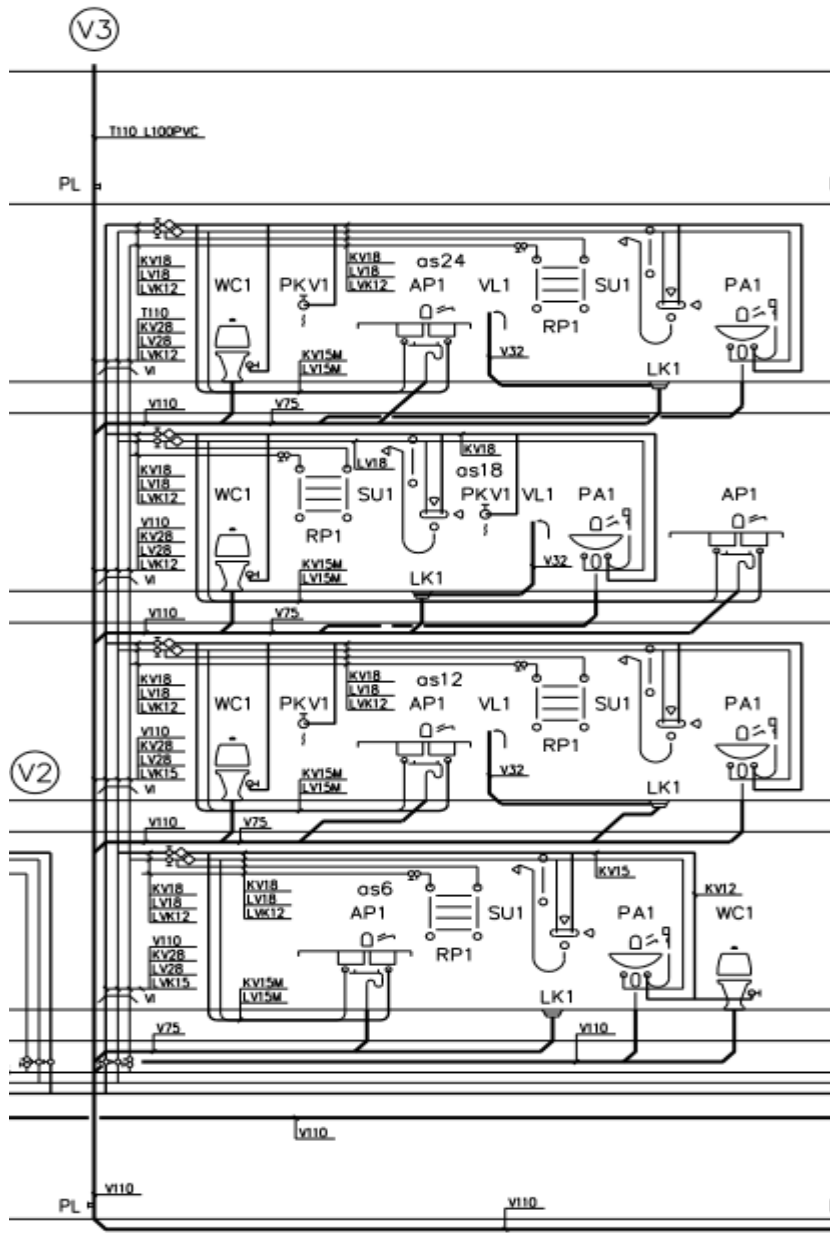 V3
T110 L100PVC
PL
KV18
LV18
LVK12
WC1
PKV1
KV18
LV18
LVK12
as24
AP1
VL1
RP1
SU1
PA1
T110
KV28
LV28
LVK12
VI
KV15M
LV15M
V32
LK1
V110
V75
KV18
LV18
LVK12
WC1
RP1
SU1
LV18
KV18
as18
PKV1
VL1
PA1
AP1
V110
KV28
LV28
LVK12
VI
KV15M
LV15M
LK1
V32
V110
V75
KV18
LV18
LVK12
WC1
PKV1
KV18
LV18
LVK12
as12
AP1
VL1
RP1
SU1
PA1
V2
V110
KV28
LV28
LVK15
VI
KV15M
LV15M
V32
LK1
V110
V75
KV18
LV18
LVK12
KV18
LV18
LVK12
as6
AP1
RP1
SU1
KV15
PA1
KV12
WC1
V110
KV28
LV28
LVK15
VI
KV15M
LV15M
LK1
V75
V110
V110
V110
PL
V110